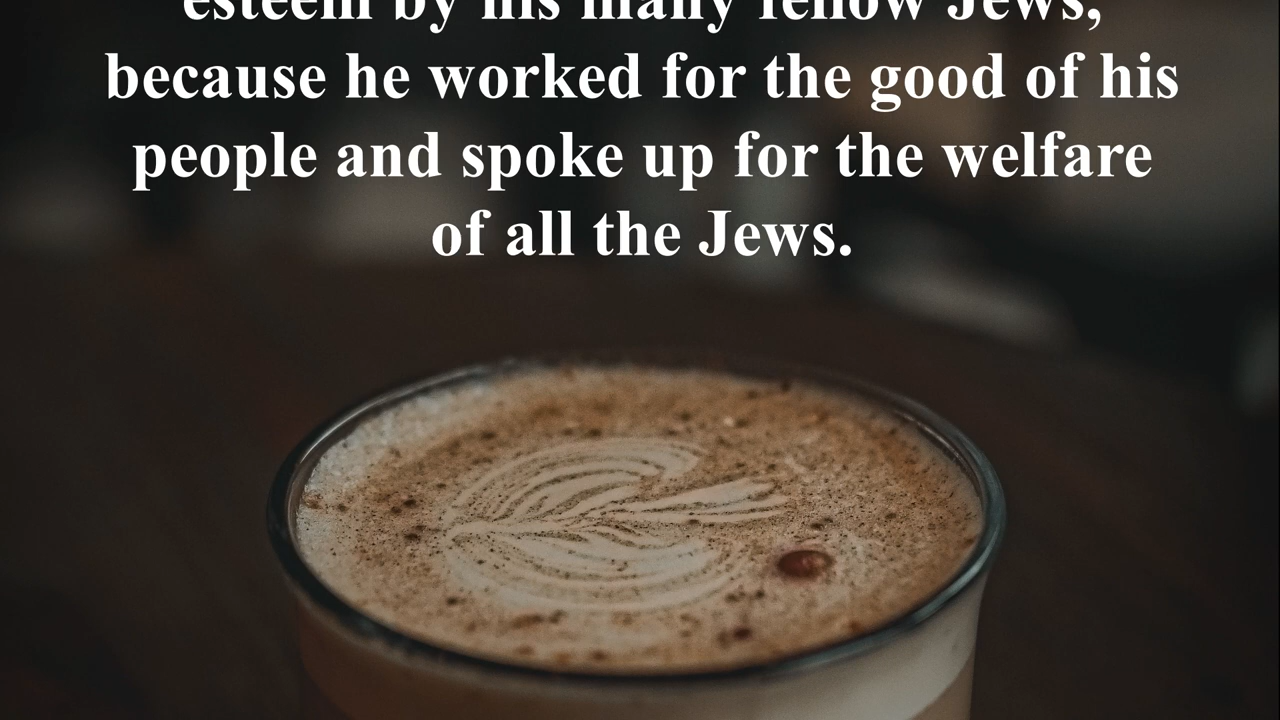 esteem by his many fellow Jews,
because he worked for the good of his
people and spoke up for the welfare
of all the Jews.